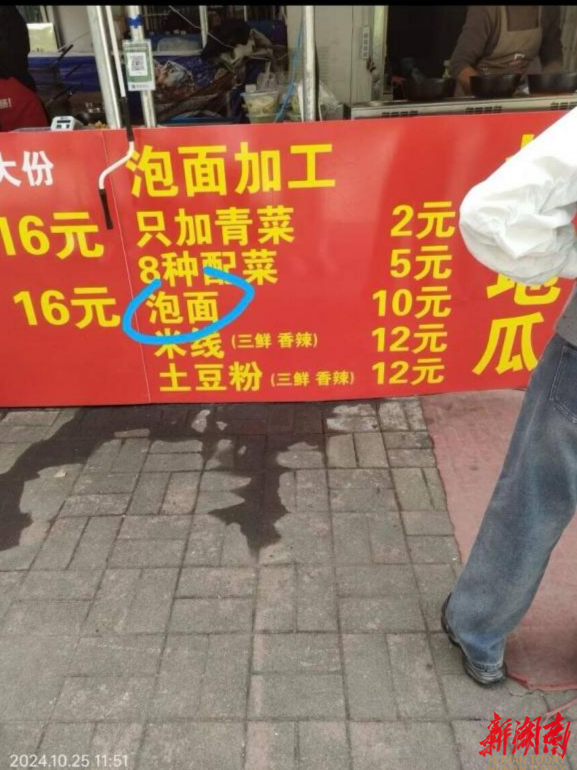 大份
泡面加工
16元
只加青菜 2元
8种配菜 5元
16元
泡面 10元
米线(三鲜 香辣) 12元
土豆粉(三鲜 香辣) 12元
地瓜
2024.10.25 11:51
新湖南